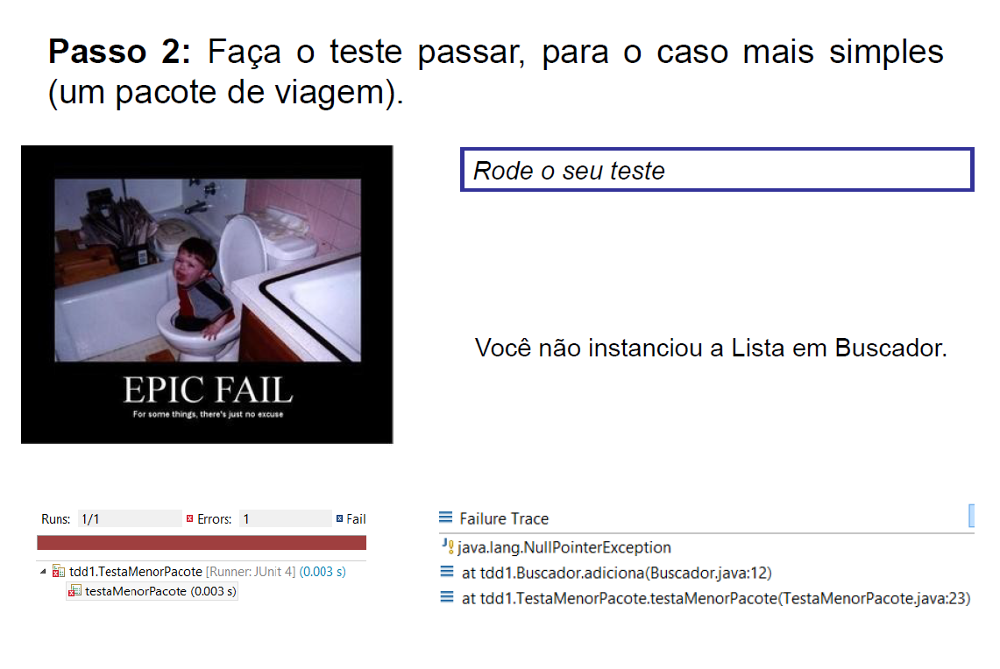 Passo 2: Faça o teste passar, para o caso mais simples
(um pacote de viagem).
Rode o seu teste
EPIC FAIL
For some things, there's just no excuse
Você não instanciou a Lista em Buscador.
Runs: 1/1 Errors: 1 Fail
tdd1.TestaMenorPacote [Runner: JUnit 4] (0.003 s)
testaMenorPacote (0.003 s)
Failure Trace
java.lang.NullPointerException
at tdd1.Buscador.adiciona(Buscador.java:12)
at tdd1.TestaMenorPacote.testaMenorPacote(TestaMenorPacote.java:23)